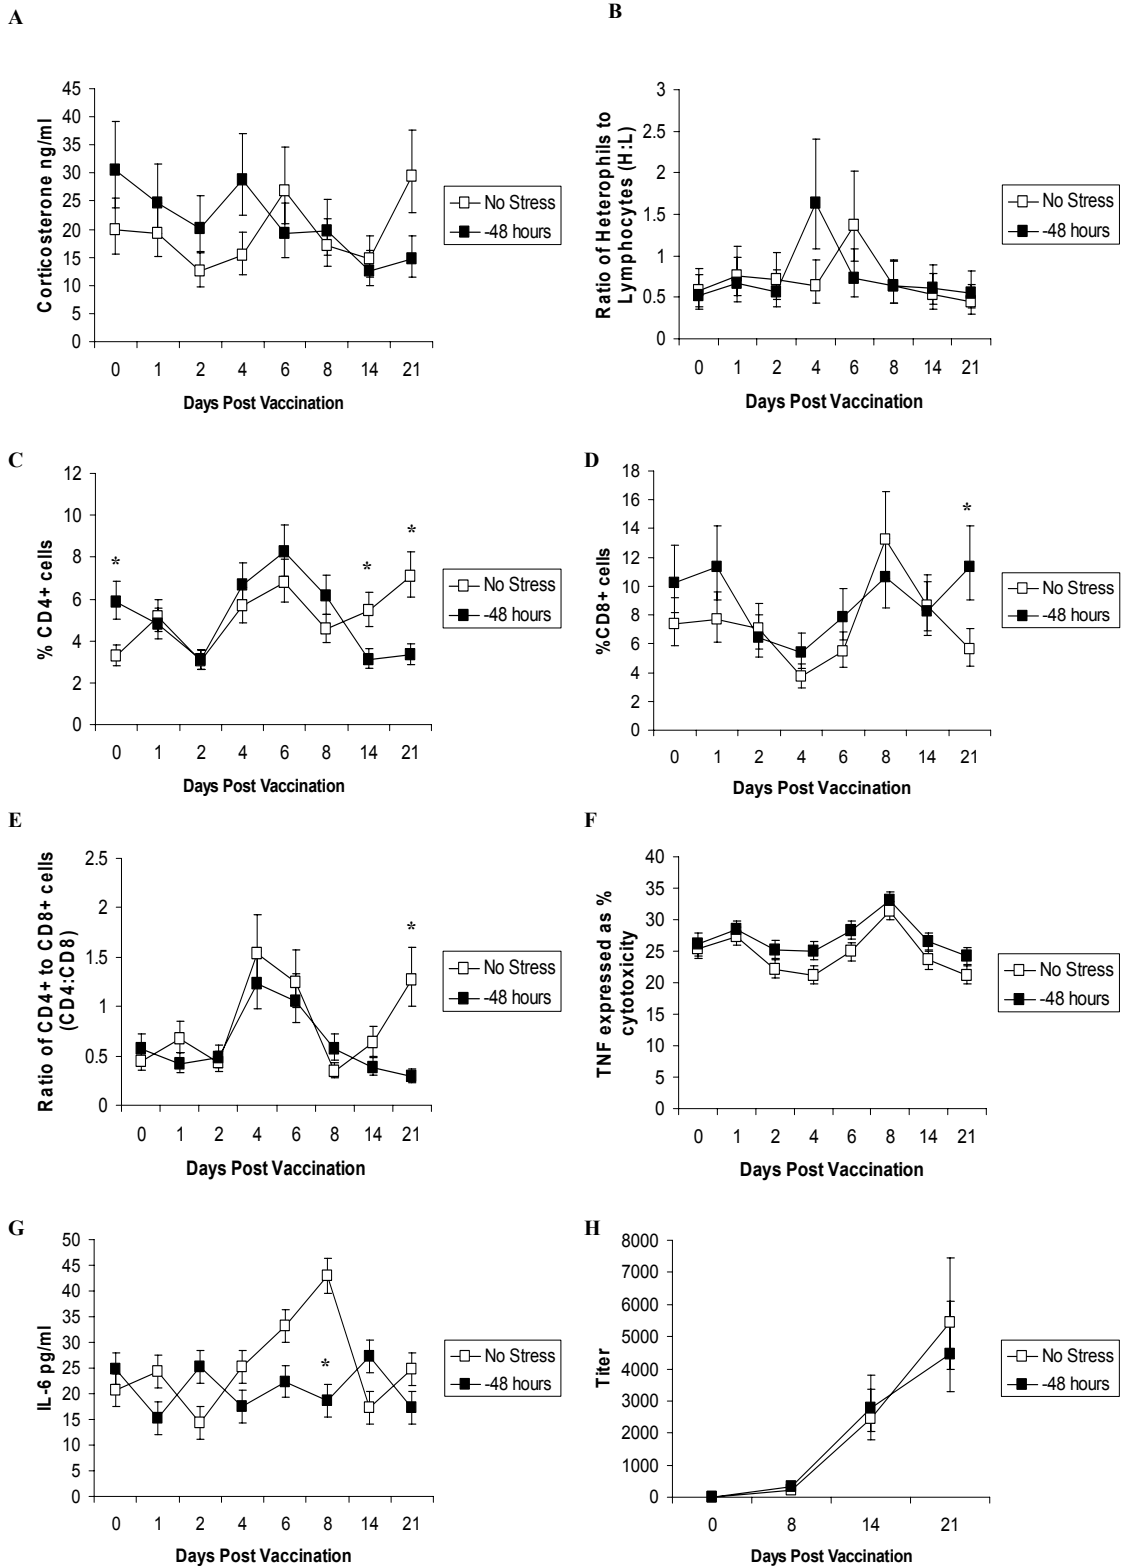 A
Corticosterone ng/ml
45
40
35
30
25
20
15
10
5
0
0 1 2 4 6 8 14 21
Days Post Vaccination
No Stress
-48 hours
B
Ratio of Heterophils to
Lymphocytes (H:L)
3
2.5
2
1.5
1
0.5
0
0 1 2 4 6 8 14 21
Days Post Vaccination
No Stress
-48 hours
C
% CD4+ cells
12
10
8
6
4
2
0
* * *
0 1 2 4 6 8 14 21
Days Post Vaccination
No Stress
-48 hours
D
%CD8+ cells
18
16
14
12
10
8
6
4
2
0
*
0 1 2 4 6 8 14 21
Days Post Vaccination
No Stress
-48 hours
E
Ratio of CD4+ to CD8+ cells
(CD4:CD8)
2.5
2
1.5
1
0.5
0
*
0 1 2 4 6 8 14 21
Days Post Vaccination
No Stress
-48 hours
F
TNF expressed as %
cytotoxicity
40
35
30
25
20
15
10
5
0
0 1 2 4 6 8 14 21
Days Post Vaccination
No Stress
-48 hours
G
IL-6 pg/ml
50
45
40
35
30
25
20
15
10
5
0
*
0 1 2 4 6 8 14 21
Days Post Vaccination
No Stress
-48 hours
H
Titer
8000
7000
6000
5000
4000
3000
2000
1000
0
0 8 14 21
Days Post Vaccination
No Stress
-48 hours